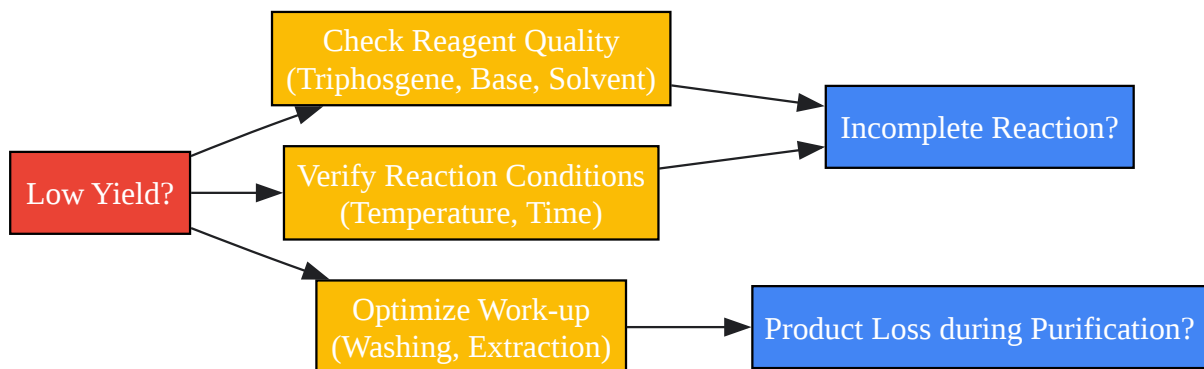 Low Yield?
Check Reagent Quality
(Triphosgene, Base, Solvent)
Verify Reaction Conditions
(Temperature, Time)
Optimize Work-up
(Washing, Extraction)
Incomplete Reaction?
Product Loss during Purification?